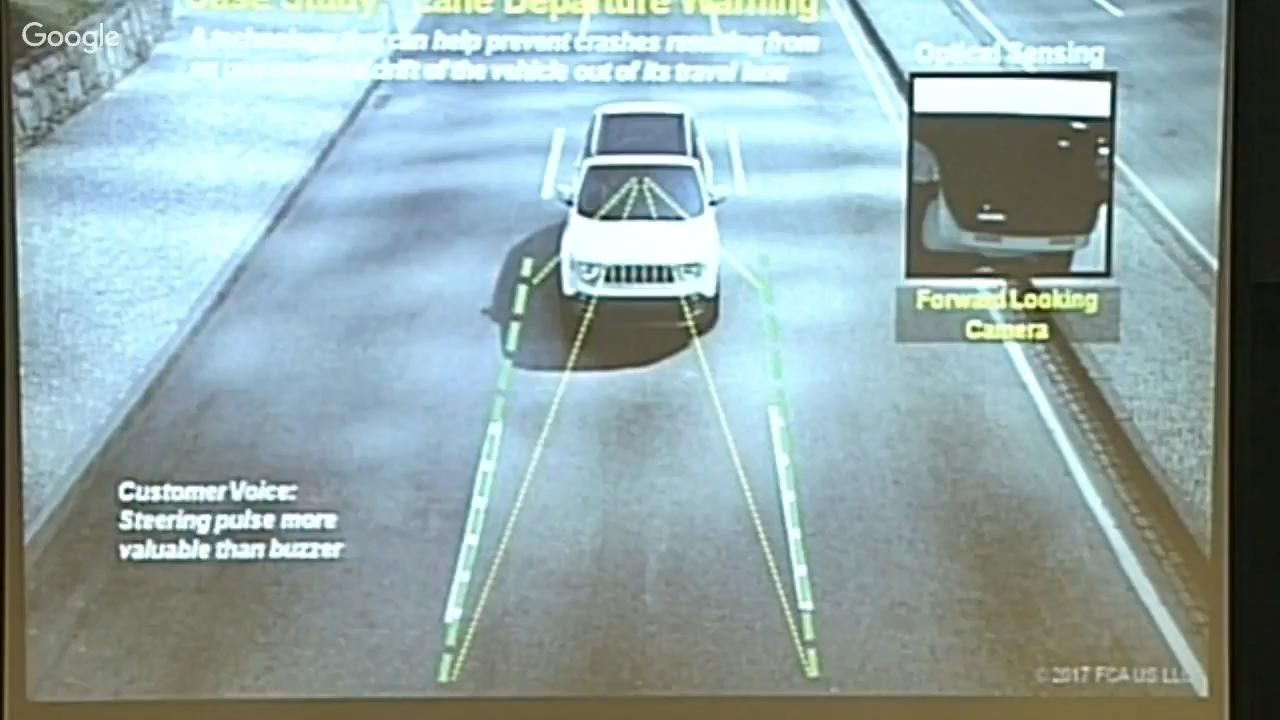 Google
Case Study Lane Departure Warning
A technology that can help prevent crashes resulting from
drift of the vehicle out of its travel lane
Optical Sensing
Forward Looking
Camera
Customer Voice:
Steering pulse more
valuable than buzzer
© 2017 FCA US LLC